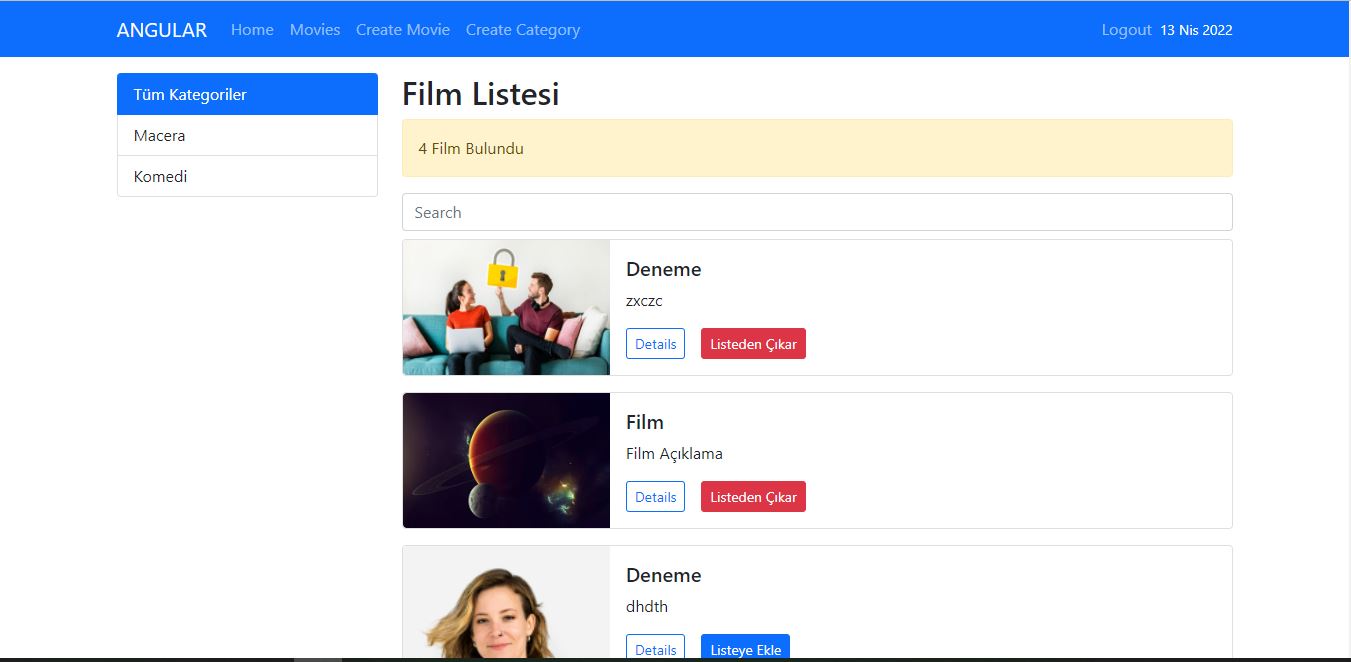 ANGULAR Home Movies Create Movie Create Category Logout 13 Nis 2022
Tüm Kategoriler
Macera
Komedi
Film Listesi
4 Film Bulundu
Search
Deneme
zxczc
Details Listeden Çıkar
Film
Film Açıklama
Details Listeden Çıkar
Deneme
dhdth
Details Listeye Ekle